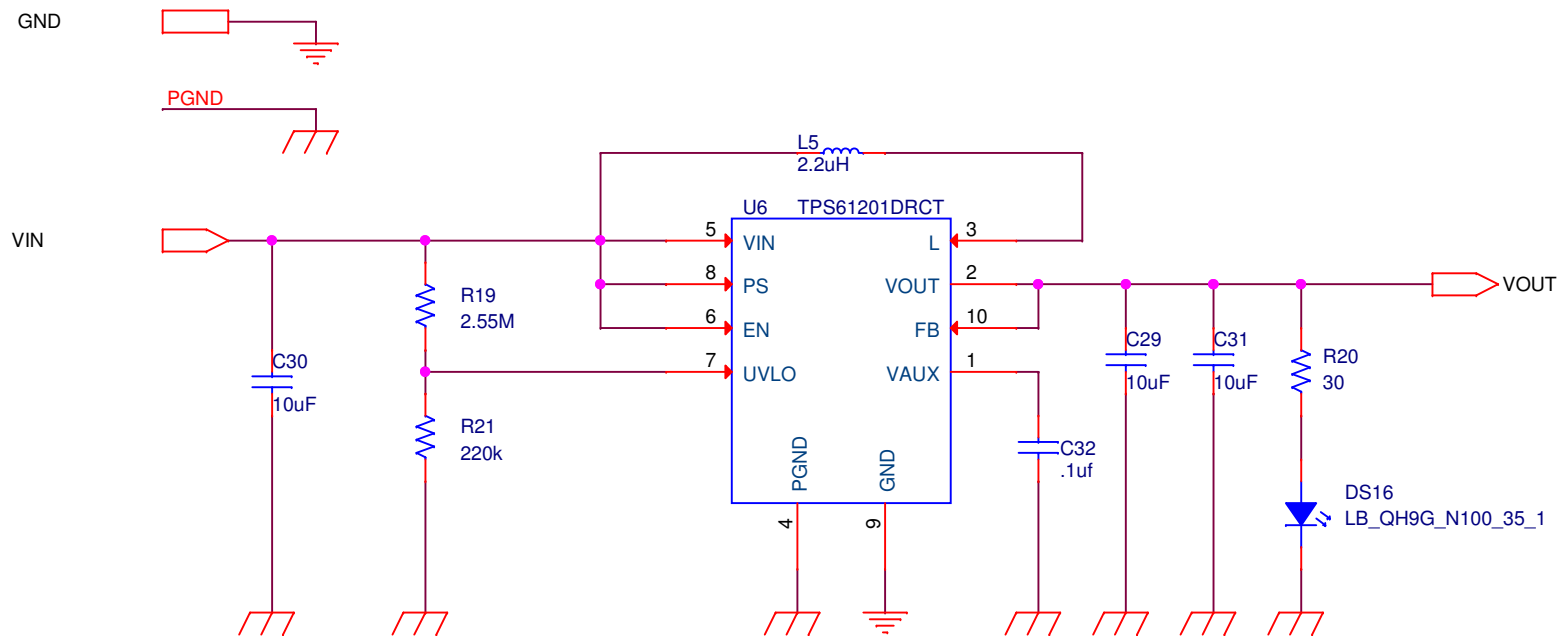 GND
PGND
L5
2.2uH
U6 TPS61201DRCT
VIN
5
VIN
L
3
8
PS
VOUT
2
VOUT
R19
2.55M
6
EN
FB
10
C29
10uF
C31
10uF
R20
30
C30
10uF
7
UVLO
VAUX
1
R21
220k
PGND
GND
C32
.1uf
4
9
DS16
LB_QH9G_N100_35_1